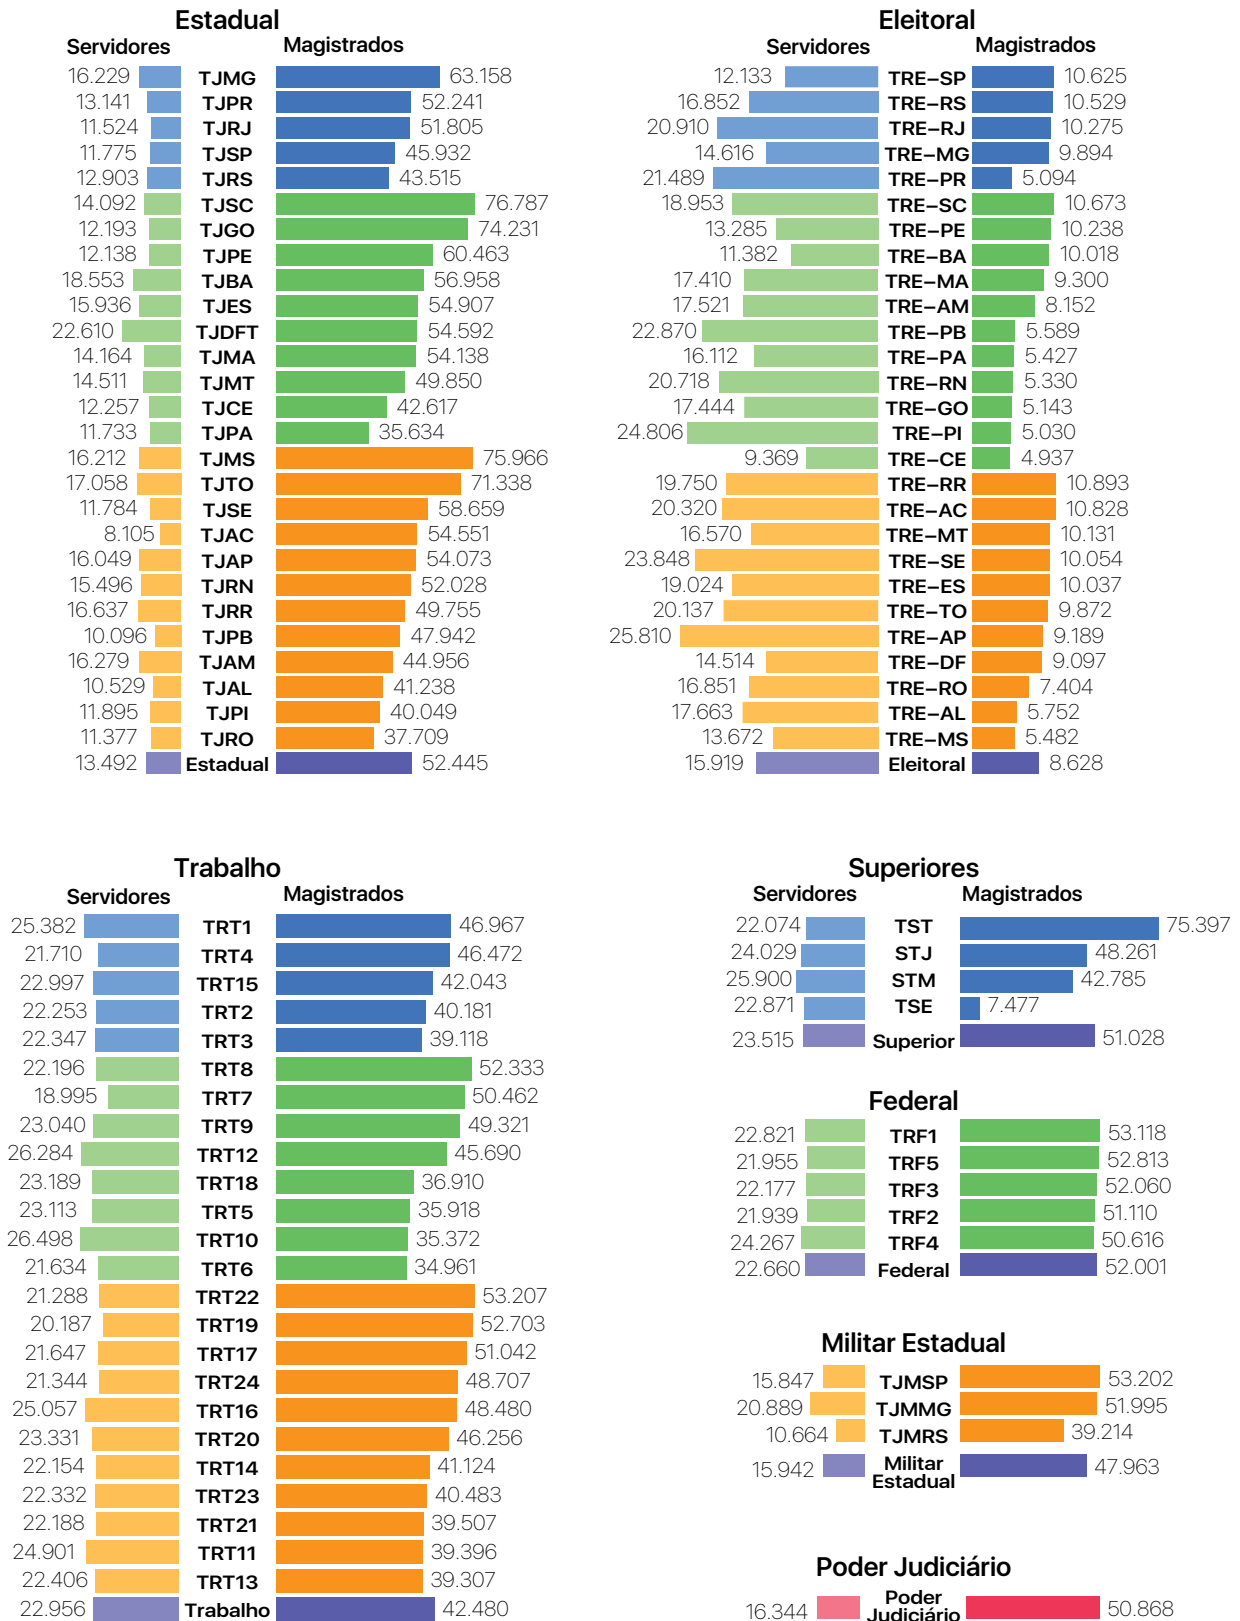 Estadual
Servidores Magistrados
16.229 TJMG 63.158
13.141 TJPR 52.241
11.524 TJRJ 51.805
11.775 TJSP 45.932
12.903 TJRS 43.515
14.092 TJSC 76.787
12.193 TJGO 74.231
12.138 TJPE 60.463
18.553 TJBA 56.958
15.936 TJES 54.907
22.610 TJDFT 54.592
14.164 TJMA 54.138
14.511 TJMT 49.850
12.257 TJCE 42.617
11.733 TJPA 35.634
16.212 TJMS 75.966
17.058 TJTO 71.338
11.784 TJSE 58.659
8.105 TJAC 54.551
16.049 TJAP 54.073
15.496 TJRN 52.028
16.637 TJRR 49.755
10.096 TJPB 47.942
16.279 TJAM 44.956
10.529 TJAL 41.238
11.895 TJPI 40.049
11.377 TJRO 37.709
13.492 Estadual 52.445
Eleitoral
Servidores Magistrados
12.133 TRE–SP 10.625
16.852 TRE–RS 10.529
20.910 TRE–RJ 10.275
14.616 TRE–MG 9.894
21.489 TRE–PR 5.094
18.953 TRE–SC 10.673
13.285 TRE–PE 10.238
11.382 TRE–BA 10.018
17.410 TRE–MA 9.300
17.521 TRE–AM 8.152
22.870 TRE–PB 5.589
16.112 TRE–PA 5.427
20.718 TRE–RN 5.330
17.444 TRE–GO 5.143
24.806 TRE–PI 5.030
9.369 TRE–CE 4.937
19.750 TRE–RR 10.893
20.320 TRE–AC 10.828
16.570 TRE–MT 10.131
23.848 TRE–SE 10.054
19.024 TRE–ES 10.037
20.137 TRE–TO 9.872
25.810 TRE–AP 9.189
14.514 TRE–DF 9.097
16.851 TRE–RO 7.404
17.663 TRE–AL 5.752
13.672 TRE–MS 5.482
15.919 Eleitoral 8.628
Trabalho
Servidores Magistrados
25.382 TRT1 46.967
21.710 TRT4 46.472
22.997 TRT15 42.043
22.253 TRT2 40.181
22.347 TRT3 39.118
22.196 TRT8 52.333
18.995 TRT7 50.462
23.040 TRT9 49.321
26.284 TRT12 45.690
23.189 TRT18 36.910
23.113 TRT5 35.918
26.498 TRT10 35.372
21.634 TRT6 34.961
21.288 TRT22 53.207
20.187 TRT19 52.703
21.647 TRT17 51.042
21.344 TRT24 48.707
25.057 TRT16 48.480
23.331 TRT20 46.256
22.154 TRT14 41.124
22.332 TRT23 40.483
22.188 TRT21 39.507
24.901 TRT11 39.396
22.406 TRT13 39.307
22.956 Trabalho 42.480
Superiores
Servidores Magistrados
22.074 TST 75.397
24.029 STJ 48.261
25.900 STM 42.785
22.871 TSE 7.477
23.515 Superior 51.028
Federal
22.821 TRF1 53.118
21.955 TRF5 52.813
22.177 TRF3 52.060
21.939 TRF2 51.110
24.267 TRF4 50.616
22.660 Federal 52.001
Militar Estadual
15.847 TJMSP 53.202
20.889 TJMMG 51.995
10.664 TJMRS 39.214
15.942 Militar 47.963
Estadual
Poder Judiciário
16.344 Poder 50.868
Judiciário